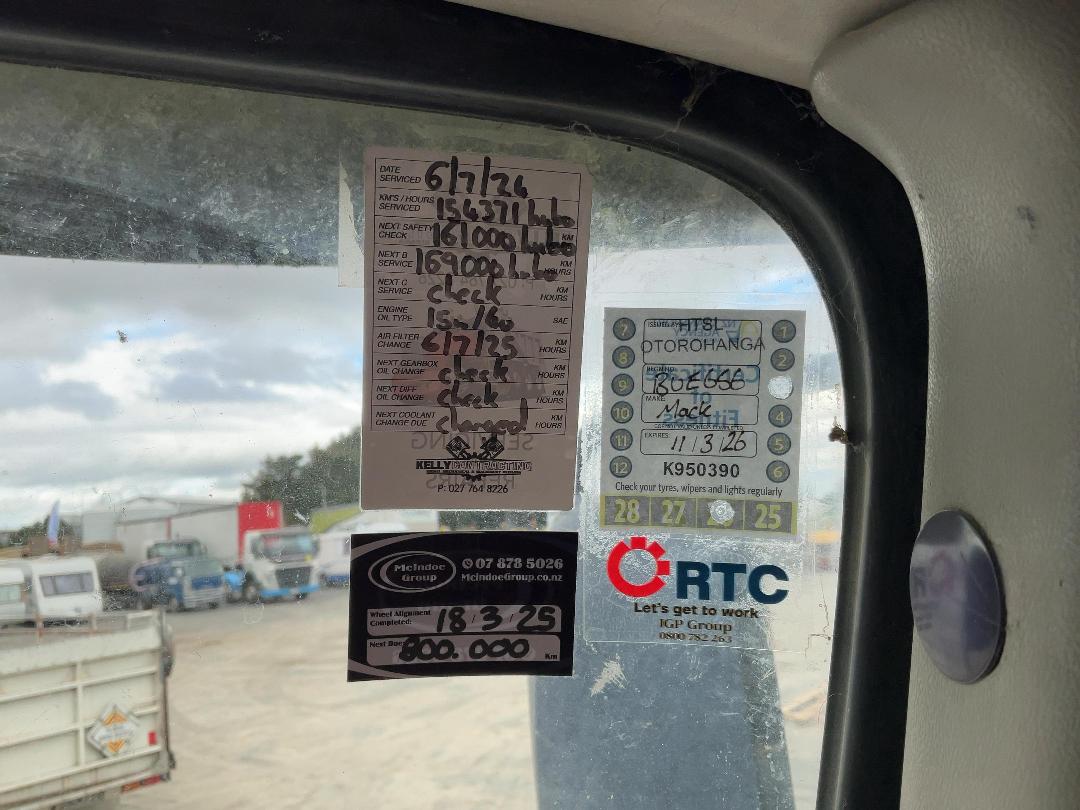 DATE SERVICED 6/7/24
KM'S / HOURS SERVICED 154371 hubo
NEXT SAFETY CHECK 161000 hubo KM
NEXT B SERVICE 169000 hubo KM HOURS
NEXT C SERVICE check KM HOURS
ENGINE OIL TYPE 15w/40 SAE
AIR FILTER CHANGE 6/7/25 HOURS
NEXT GEARBOX OIL CHANGE check KM HOURS
NEXT DIFF OIL CHANGE check KM HOURS
NEXT COOLANT CHANGE DUE changed KM HOURS
KELLY CONTRACTING
P: 027 764 8226
McIndoe Group
07 878 5026
McIndoeGroup.co.nz
Wheel Alignment Completed: 18/3/25
Next Due: 800.000 Km
7 ISSUED BY HTSL 1
8 OTOROHANGA 2
9 REGN NO.
10 MAKE Mack 4
11 EXPIRES 11/3/26 5
12 K950390 6
Check your tyres, wipers and lights regularly
28 27 25
RTC
Let's get to work
IGP Group
0800 782 263